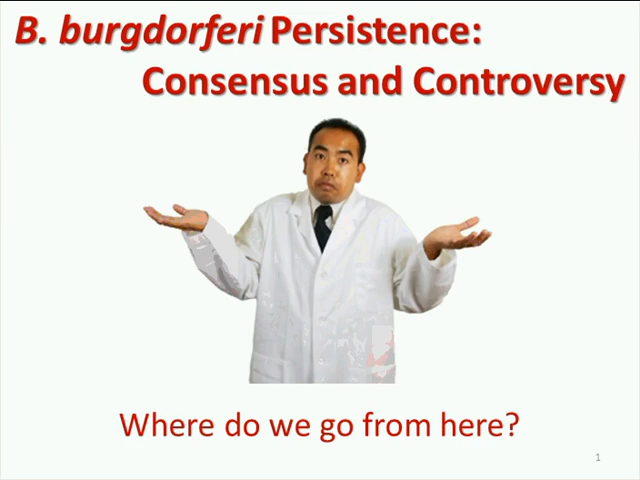 B. burgdorferi Persistence:
Consensus and Controversy
Where do we go from here?
1